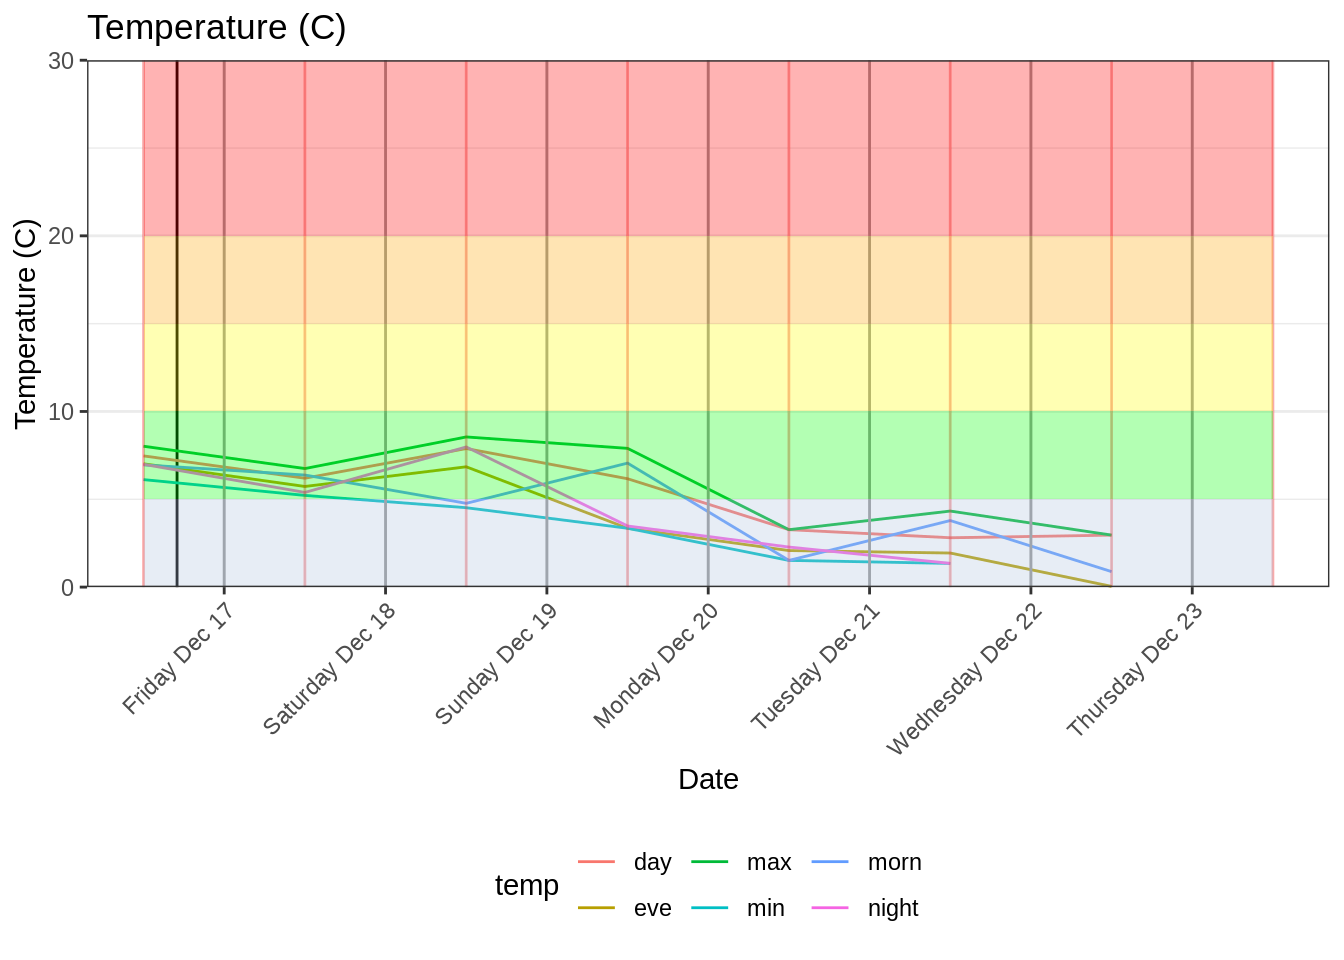 Temperature (C)
Temperature (C)
30
20
10
0
Friday Dec 17
Saturday Dec 18
Sunday Dec 19
Monday Dec 20
Tuesday Dec 21
Wednesday Dec 22
Thursday Dec 23
Date
temp
day
max
morn
eve
min
night